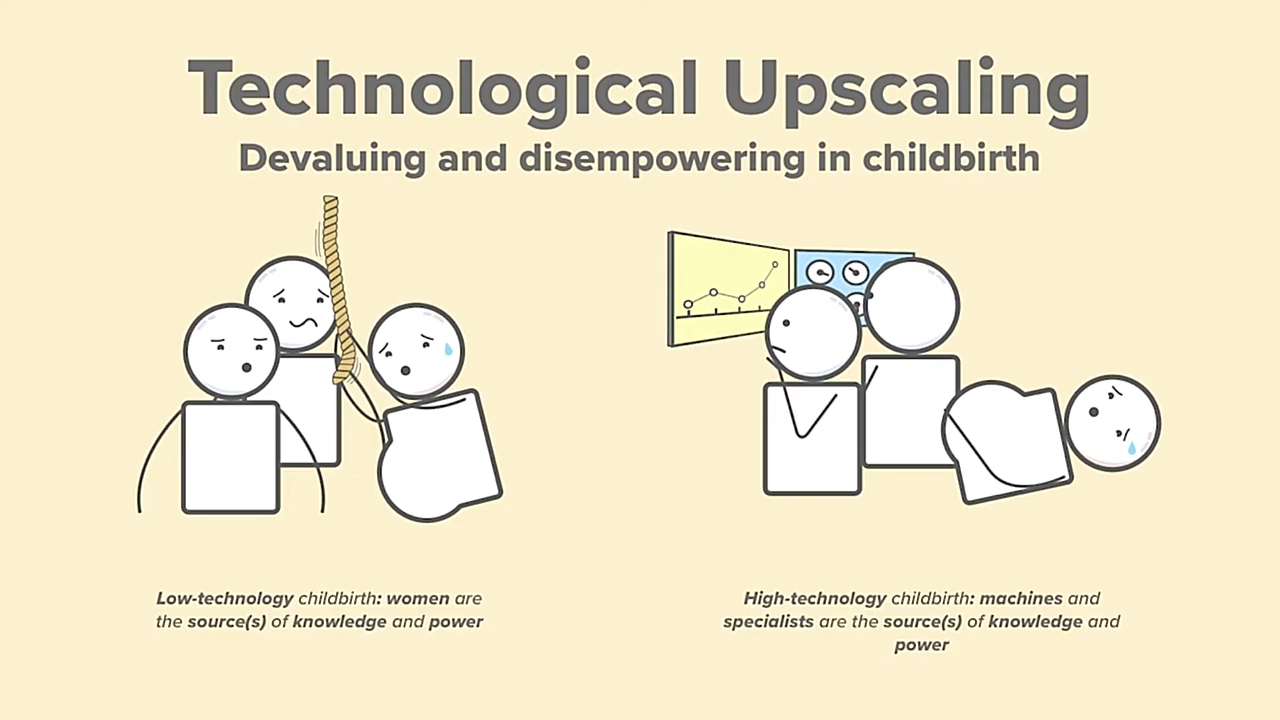 Technological Upscaling
Devaluing and disempowering in childbirth
Low-technology childbirth: women are
the source(s) of knowledge and power
High-technology childbirth: machines and
specialists are the source(s) of knowledge and
power